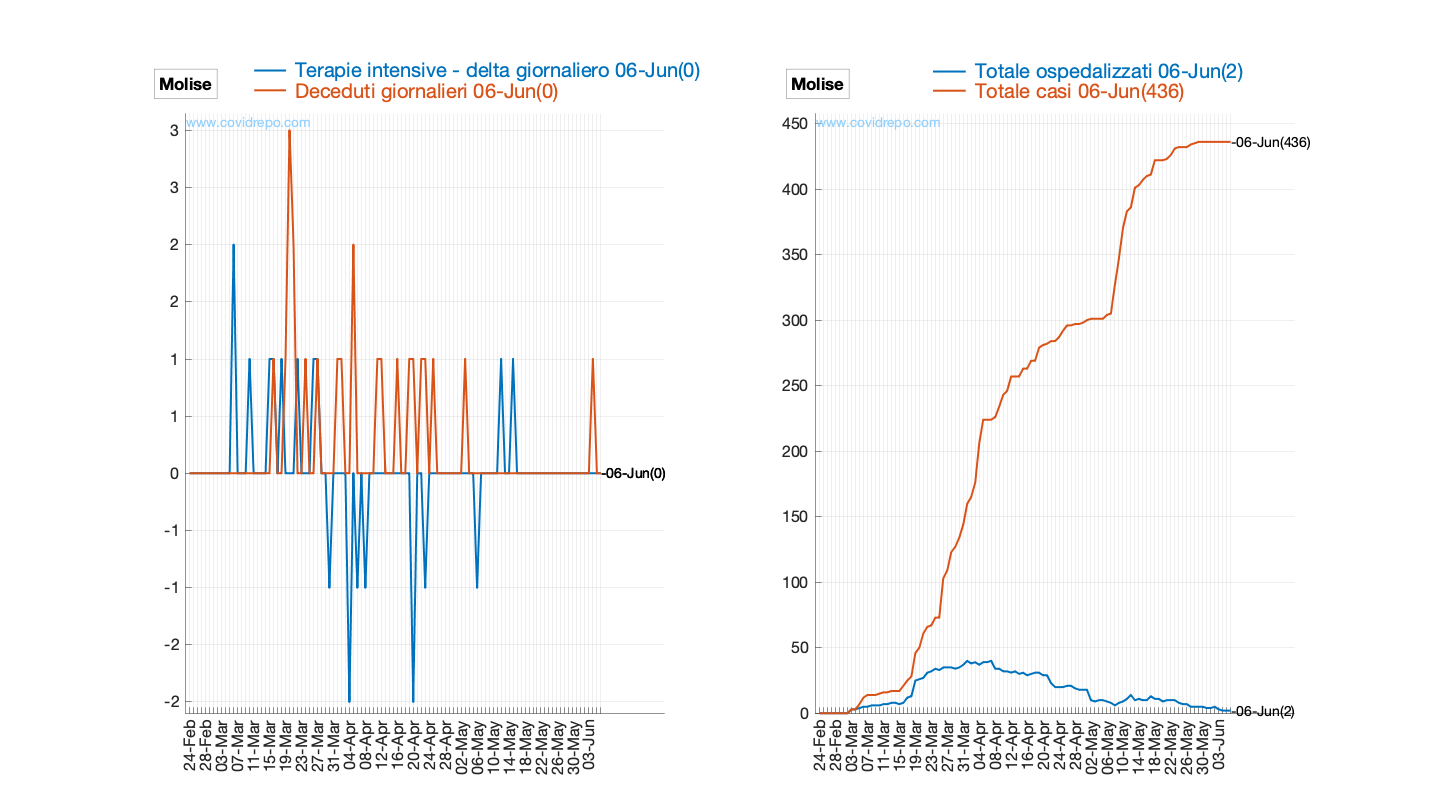 Molise
Terapie intensive - delta giornaliero 06-Jun(0)
Deceduti giornalieri 06-Jun(0)
www.covidrepo.com
3
3
2
2
1
1
0
-1
-1
-2
-2
-06-Jun(0)
24-Feb
28-Feb
03-Mar
07-Mar
11-Mar
15-Mar
19-Mar
23-Mar
27-Mar
31-Mar
04-Apr
08-Apr
12-Apr
16-Apr
20-Apr
24-Apr
28-Apr
02-May
06-May
10-May
14-May
18-May
22-May
26-May
30-May
03-Jun
Molise
Totale ospedalizzati 06-Jun(2)
Totale casi 06-Jun(436)
www.covidrepo.com
450
400
350
300
250
200
150
100
50
0
-06-Jun(436)
-06-Jun(2)
24-Feb
28-Feb
03-Mar
07-Mar
11-Mar
15-Mar
19-Mar
23-Mar
27-Mar
31-Mar
04-Apr
08-Apr
12-Apr
16-Apr
20-Apr
24-Apr
28-Apr
02-May
06-May
10-May
14-May
18-May
22-May
26-May
30-May
03-Jun